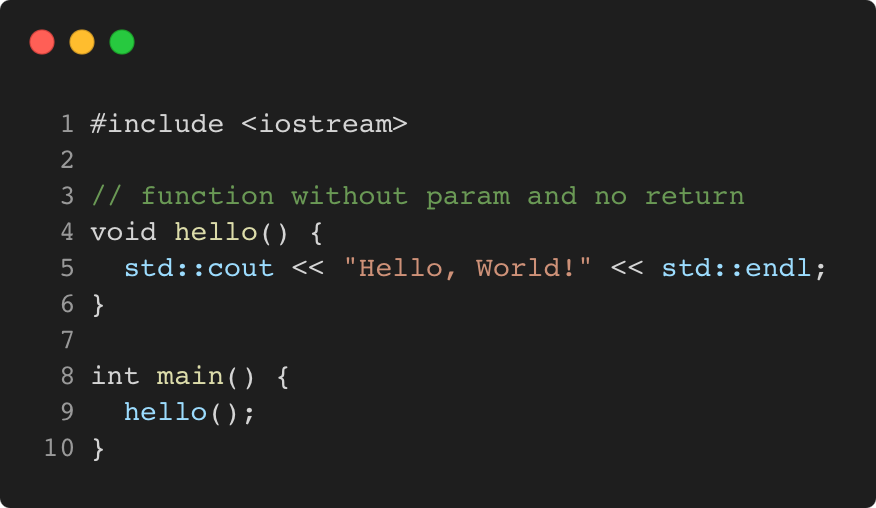 1 #include <iostream>
2
3 // function without param and no return
4 void hello() {
5   std::cout << "Hello, World!" << std::endl;
6 }
7
8 int main() {
9   hello();
10 }